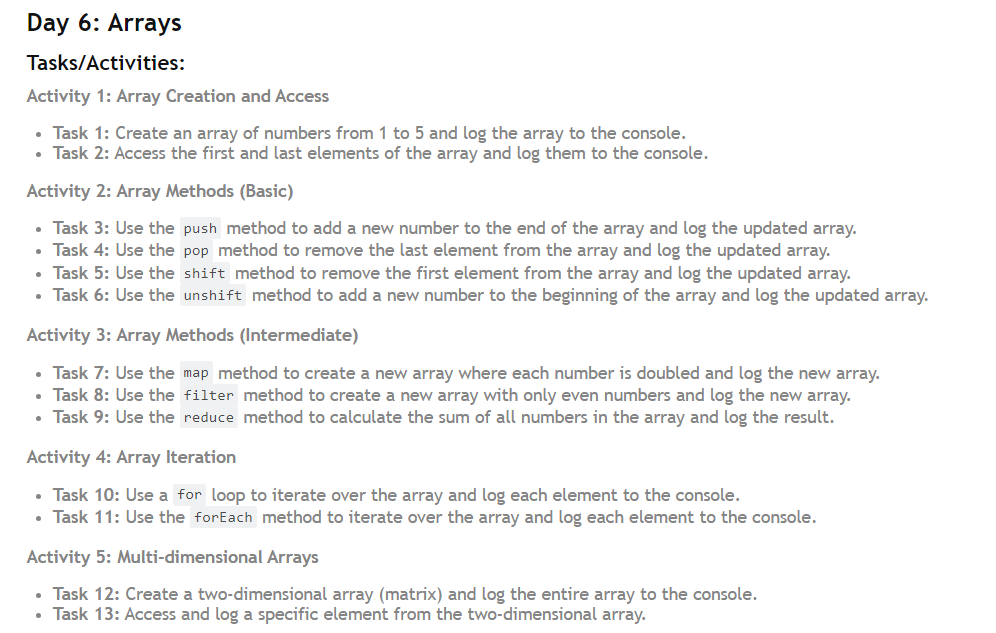 Day 6: Arrays
Tasks/Activities:
Activity 1: Array Creation and Access
• Task 1: Create an array of numbers from 1 to 5 and log the array to the console.
• Task 2: Access the first and last elements of the array and log them to the console.
Activity 2: Array Methods (Basic)
• Task 3: Use the push method to add a new number to the end of the array and log the updated array.
• Task 4: Use the pop method to remove the last element from the array and log the updated array.
• Task 5: Use the shift method to remove the first element from the array and log the updated array.
• Task 6: Use the unshift method to add a new number to the beginning of the array and log the updated array.
Activity 3: Array Methods (Intermediate)
• Task 7: Use the map method to create a new array where each number is doubled and log the new array.
• Task 8: Use the filter method to create a new array with only even numbers and log the new array.
• Task 9: Use the reduce method to calculate the sum of all numbers in the array and log the result.
Activity 4: Array Iteration
• Task 10: Use a for loop to iterate over the array and log each element to the console.
• Task 11: Use the forEach method to iterate over the array and log each element to the console.
Activity 5: Multi-dimensional Arrays
• Task 12: Create a two-dimensional array (matrix) and log the entire array to the console.
• Task 13: Access and log a specific element from the two-dimensional array.